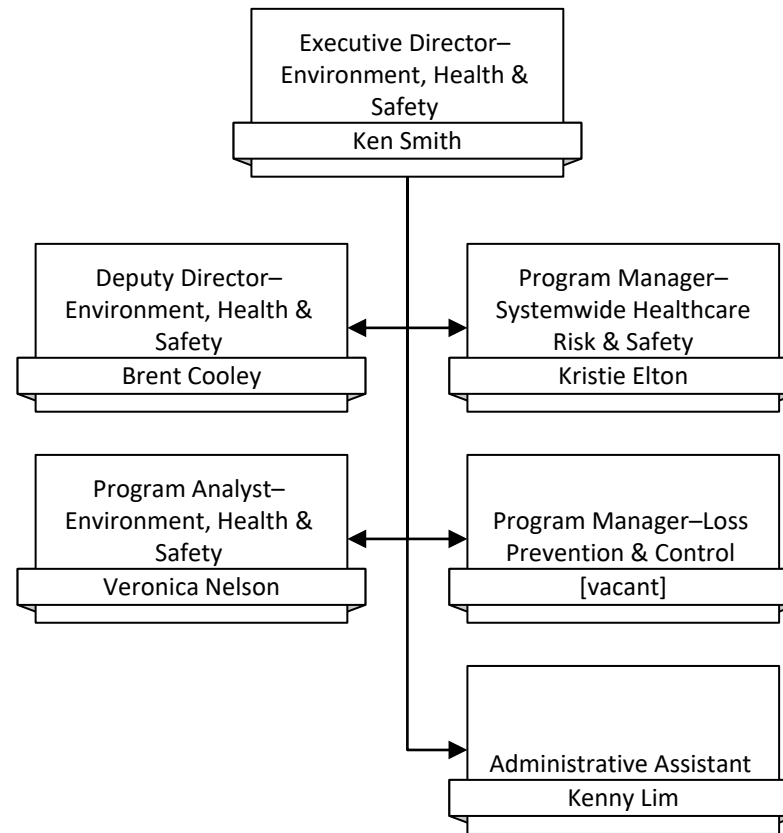 Executive Director–
Environment, Health &
Safety
Ken Smith
Deputy Director–
Environment, Health &
Safety
Brent Cooley
Program Manager–
Systemwide Healthcare
Risk & Safety
Kristie Elton
Program Analyst–
Environment, Health &
Safety
Veronica Nelson
Program Manager–Loss
Prevention & Control
[vacant]
Administrative Assistant
Kenny Lim